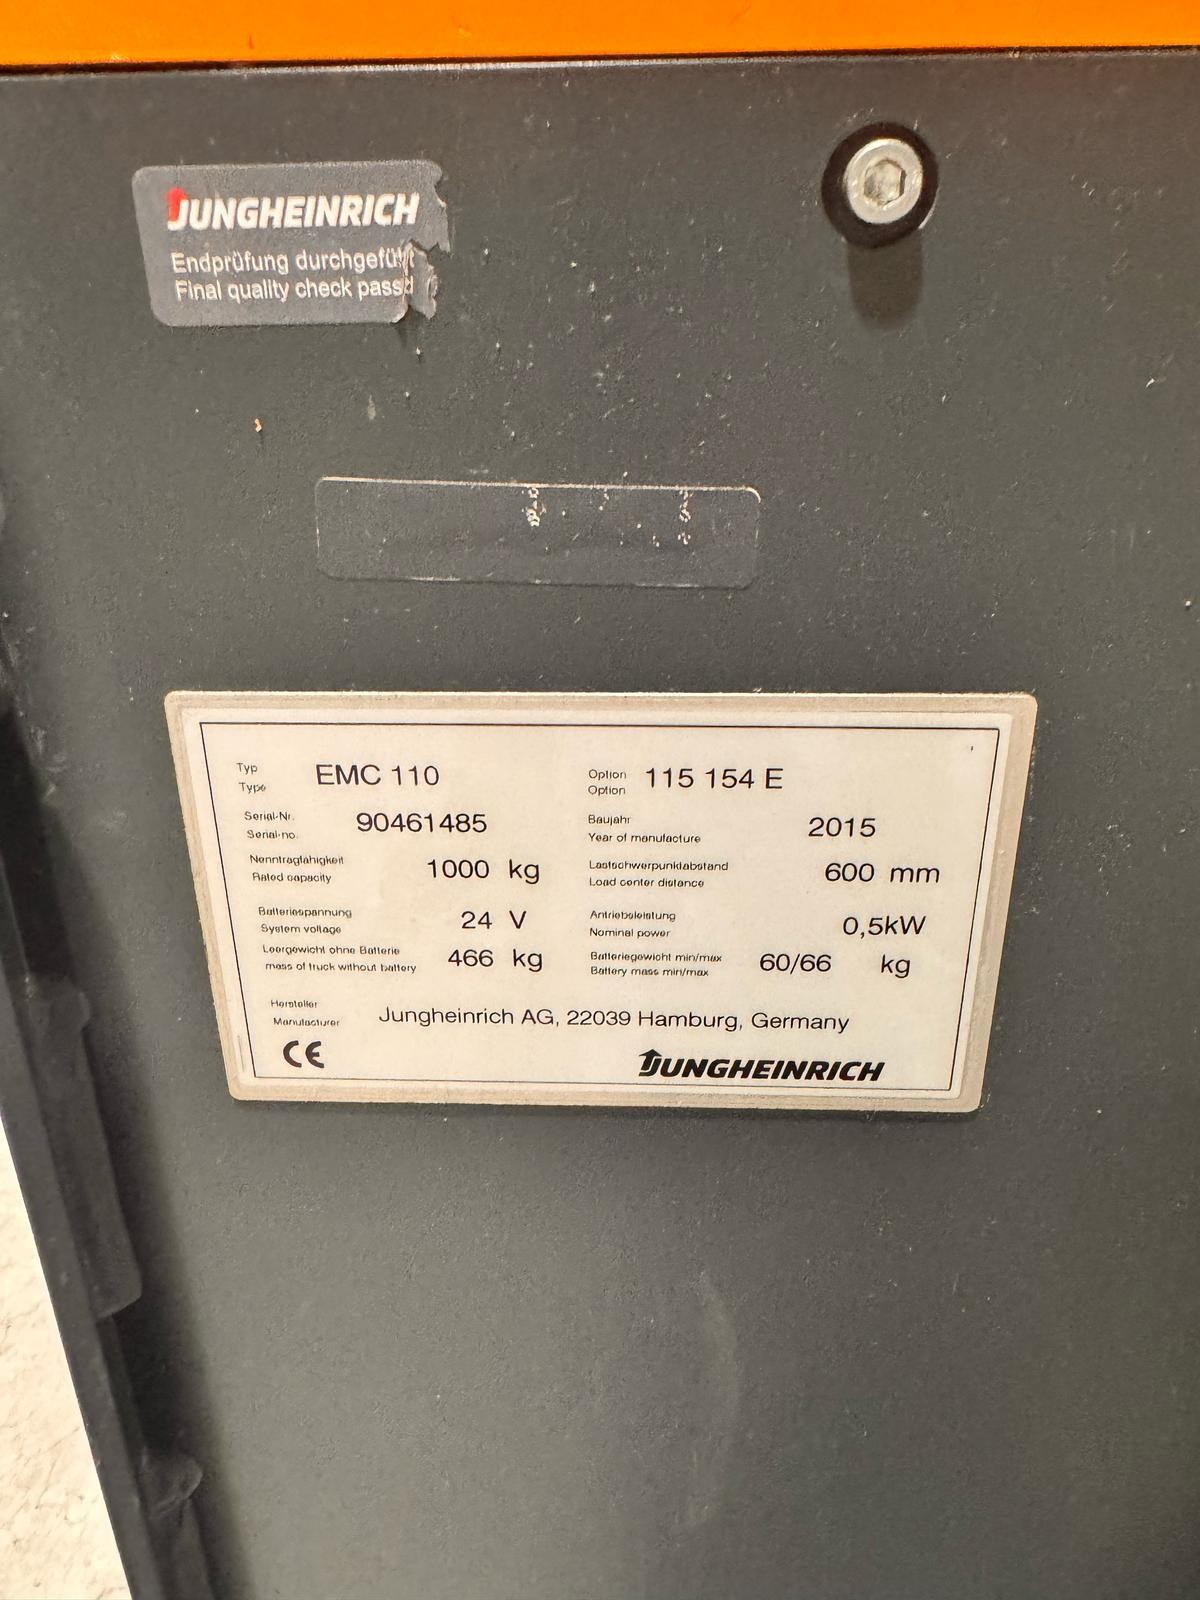 JUNGHEINRICH
Endprüfung durchgefüh t
Final quality check passd
Typ EMC 110 Option 115 154 E
Type Option
Serial-Nr. 90461485 Baujahr 2015
Serial-no. Year of manufacture
Nenntragfähigkeit 1000 kg Lastschwerpunktabstand 600 mm
Rated capacity Load center distance
Batteriespannung 24 V Antriebsleistung 0,5kW
System voltage Nominal power
Leergewicht ohne Batterie 466 kg Batteriegewicht min/max 60/66 kg
mass of truck without battery Battery mass min/max
Hersteller Jungheinrich AG, 22039 Hamburg, Germany
Manufacturer
CE JUNGHEINRICH